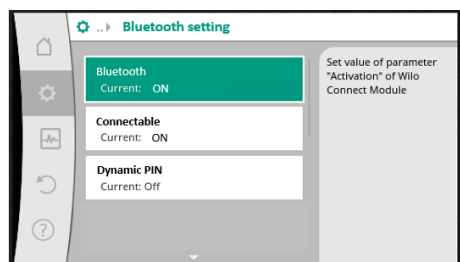 ..▸ Bluetooth setting
Bluetooth
Current: ON
Connectable
Current: ON
Dynamic PIN
Current: Off
Set value of parameter
"Activation" of Wilo
Connect Module
?